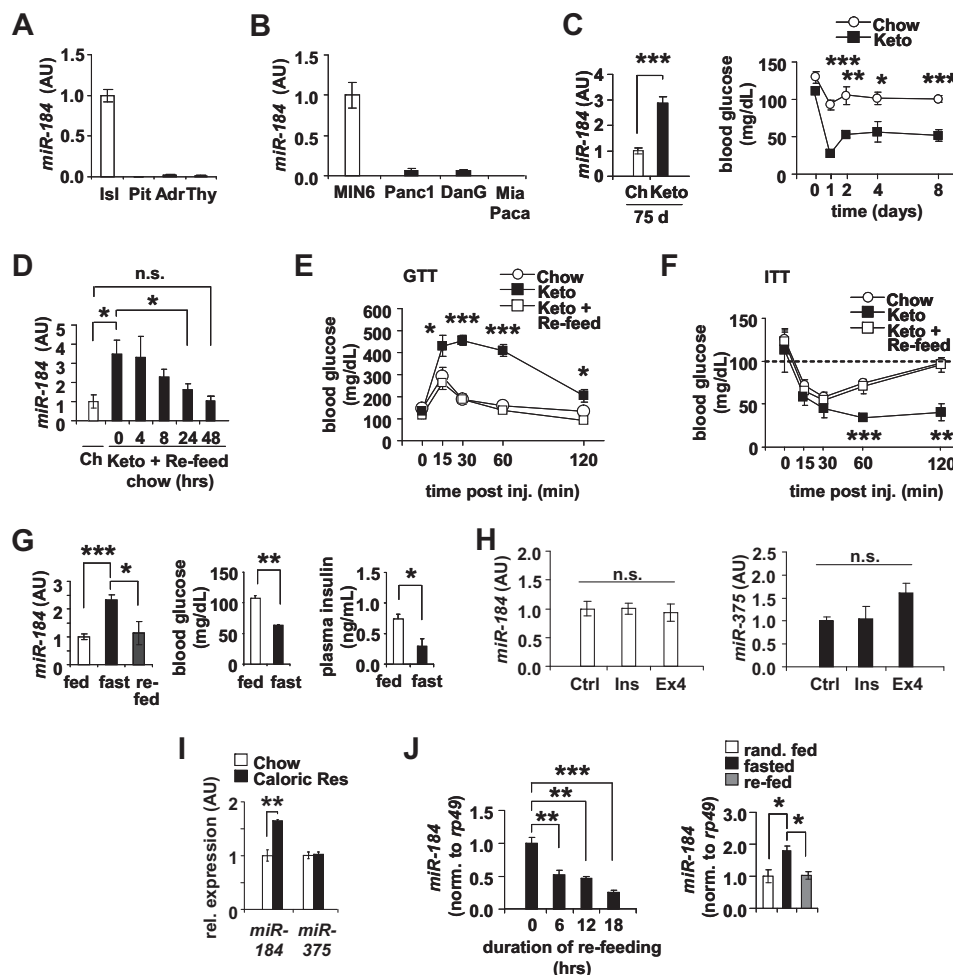 A
miR-184 (AU)
1.5
1.0
0.5
0.0
Isl Pit Adr Thy
B
miR-184 (AU)
1.5
1.0
0.5
0.0
MIN6 Panc1 DanG Mia
Paca
C
miR-184 (AU)
4
3
2
1
0
***
Ch Keto
75 d
Chow
Keto
blood glucose
(mg/dL)
150
100
50
0
***
**
*
***
0 1 2 4 8
time (days)
D
n.s.
*
*
miR-184 (AU)
5
4
3
2
1
0
0 4 8 24 48
Ch Keto + Re-feed
chow (hrs)
E
GTT
Chow
Keto
Keto +
Re-feed
blood glucose
(mg/dL)
600
500
400
300
200
100
0
* *** ***
*
0 15 30 60 120
time post inj. (min)
F
ITT
Chow
Keto
Keto +
Re-feed
blood glucose
(mg/dL)
150
100
50
0
*** **
0 15 30 60 120
time post inj. (min)
G
miR-184 (AU)
3
2
1
0
***
*
fed fast re-
fed
blood glucose
(mg/dL)
150
100
50
0
**
fed fast
plasma insulin
(ng/mL)
1.5
1.0
0.5
0
*
fed fast
H
miR-184 (AU)
2.0
1.5
1.0
0.5
0.0
n.s.
Ctrl Ins Ex4
miR-375 (AU)
2.5
2.0
1.5
1.0
0.5
0.0
n.s.
Ctrl Ins Ex4
I
Chow
Caloric Res
rel. expression (AU)
2
1
0
**
miR-
184
miR-
375
J
miR-184
(norm. to rp49)
1.5
1.0
0.5
0.0
***
**
**
0 6 12 18
duration of re-feeding
(hrs)
rand. fed
fasted
re-fed
miR-184
(norm. to rp49)
2.0
1.0
0.0
*
*